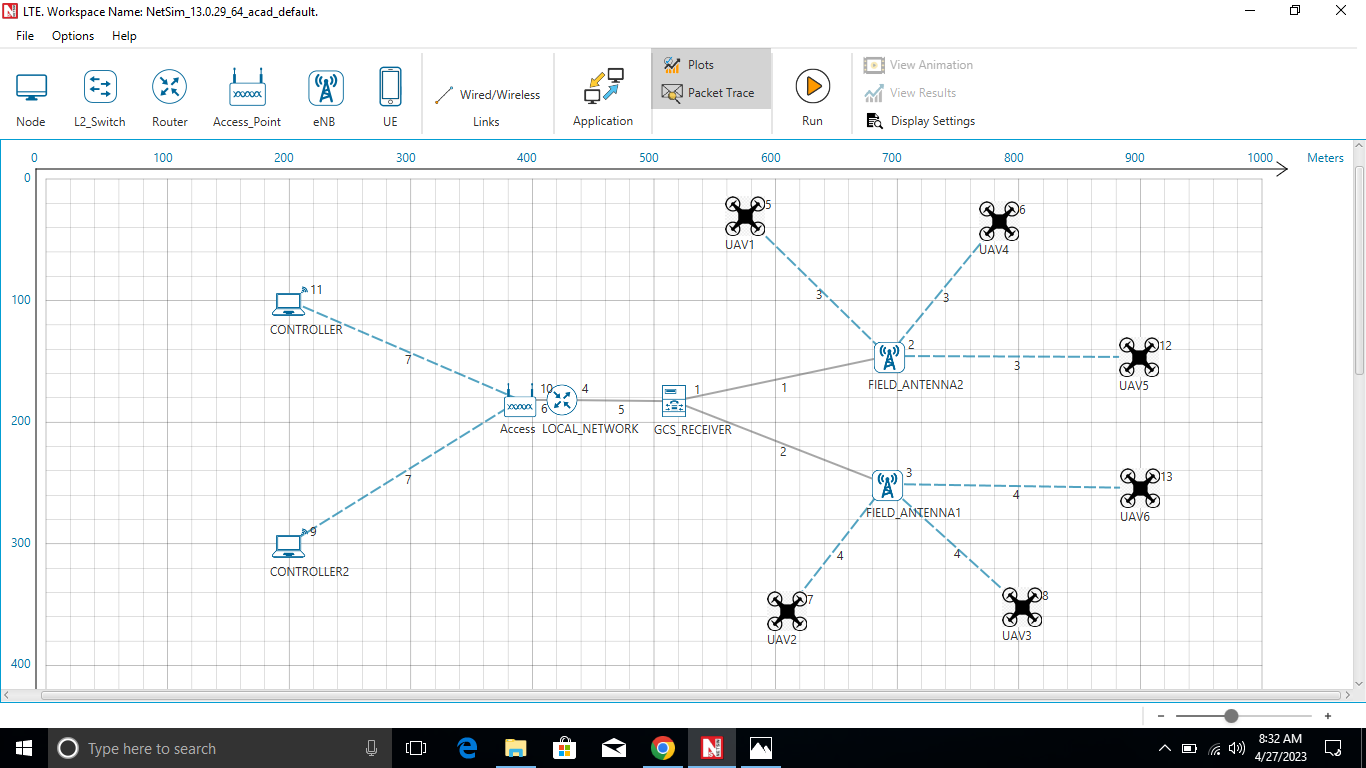 LTE. Workspace Name: NetSim_13.0.29_64_acad_default.
File Options Help
Node
L2_Switch
Router
Access_Point
eNB
UE
Wired/Wireless
Links
Application
Plots
Packet Trace
Run
View Animation
View Results
Display Settings
0 100 200 300 400 500 600 700 800 900 1000 Meters
0
5
6
UAV1
UAV4
3
3
100
11
CONTROLLER
2
12
7
3
UAV5
1
FIELD_ANTENNA2
10
4
1
6
5
200
Access
LOCAL_NETWORK
GCS_RECEIVER
2
3
13
7
4
FIELD_ANTENNA1
UAV6
300
9
4
4
CONTROLLER2
7
8
UAV2
UAV3
400
Type here to search
N
8:32 AM
4/27/2023